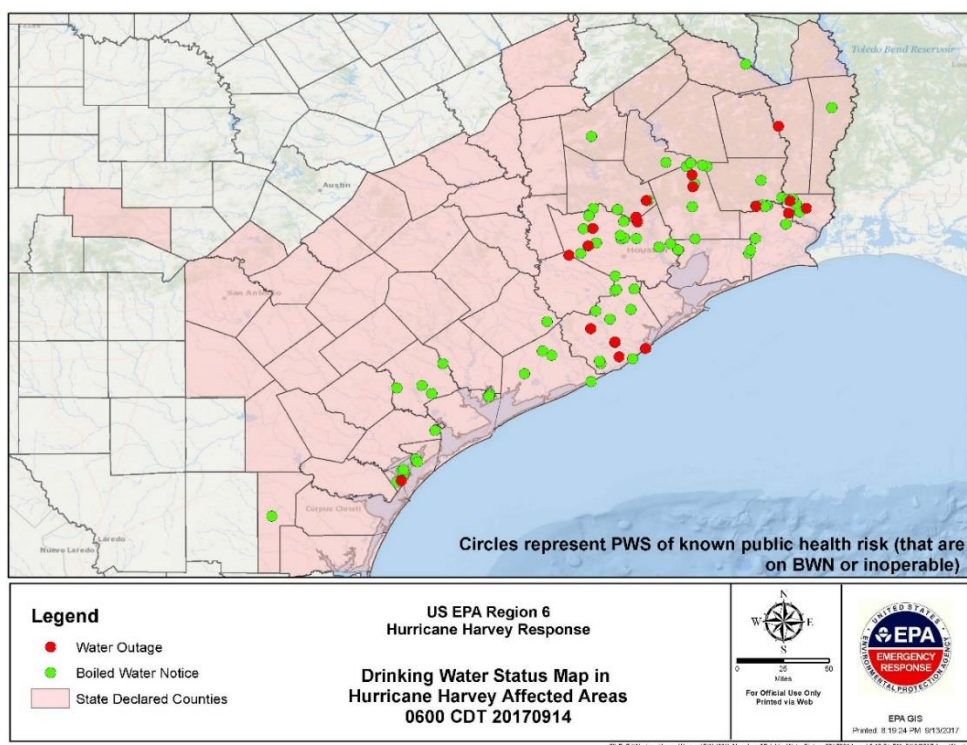 Toledo Bend Reservoir
Austin
Houston
San Antonio
Corpus Christi
Laredo
Nuevo Laredo
Circles represent PWS of known public health risk (that are
on BWN or inoperable)
Legend
Water Outage
Boiled Water Notice
State Declared Counties
US EPA Region 6
Hurricane Harvey Response
Drinking Water Status Map in
Hurricane Harvey Affected Areas
0600 CDT 20170914
N
W E
S
0 25 50
Miles
For Official Use Only
Printed via Web
UNITED STATES
EPA
EMERGENCY
RESPONSE
ENVIRONMENTAL PROTECTION AGENCY
EPA GIS
Printed: 8:19:24 PM 9/13/2017